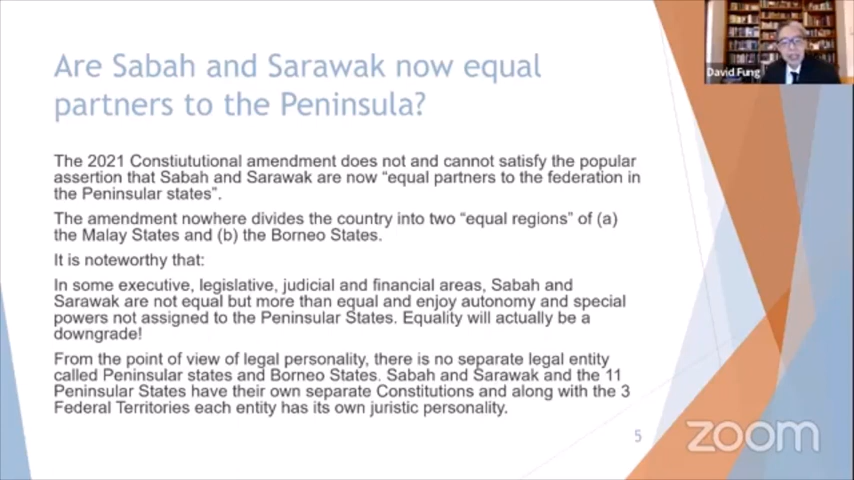 Are Sabah and Sarawak now equal
partners to the Peninsula?
David Fung
The 2021 Constiututional amendment does not and cannot satisfy the popular
assertion that Sabah and Sarawak are now “equal partners to the federation in
the Peninsular states”.
The amendment nowhere divides the country into two “equal regions” of (a)
the Malay States and (b) the Borneo States.
It is noteworthy that:
In some executive, legislative, judicial and financial areas, Sabah and
Sarawak are not equal but more than equal and enjoy autonomy and special
powers not assigned to the Peninsular States. Equality will actually be a
downgrade!
From the point of view of legal personality, there is no separate legal entity
called Peninsular states and Borneo States. Sabah and Sarawak and the 11
Peninsular States have their own separate Constitutions and along with the 3
Federal Territories each entity has its own juristic personality.
5
zoom